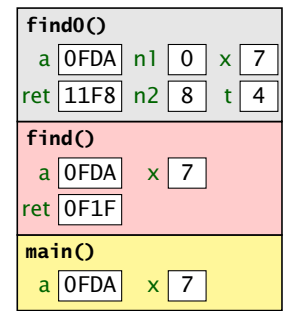 find0()
a 0FDA n1 0 x 7
ret 11F8 n2 8 t 4
find()
a 0FDA x 7
ret 0F1F
main()
a 0FDA x 7